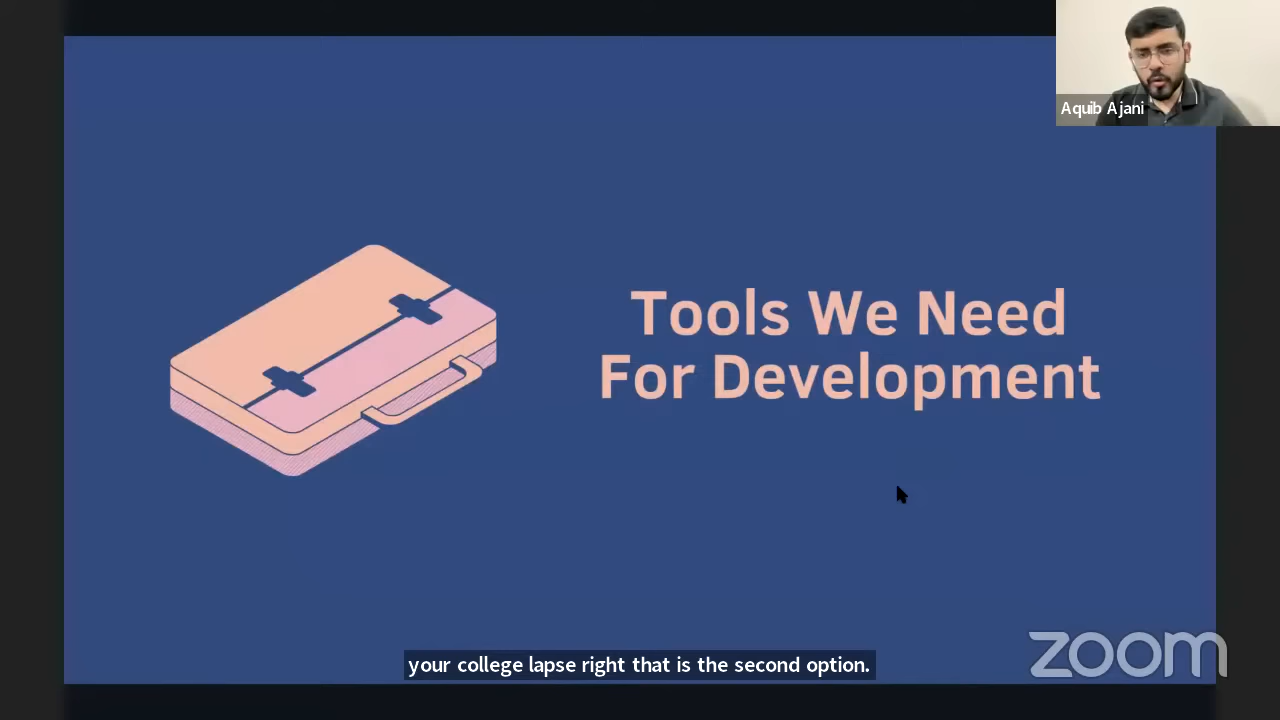 Aquib Ajani
Tools We Need
For Development
your college lapse right that is the second option.
zoom